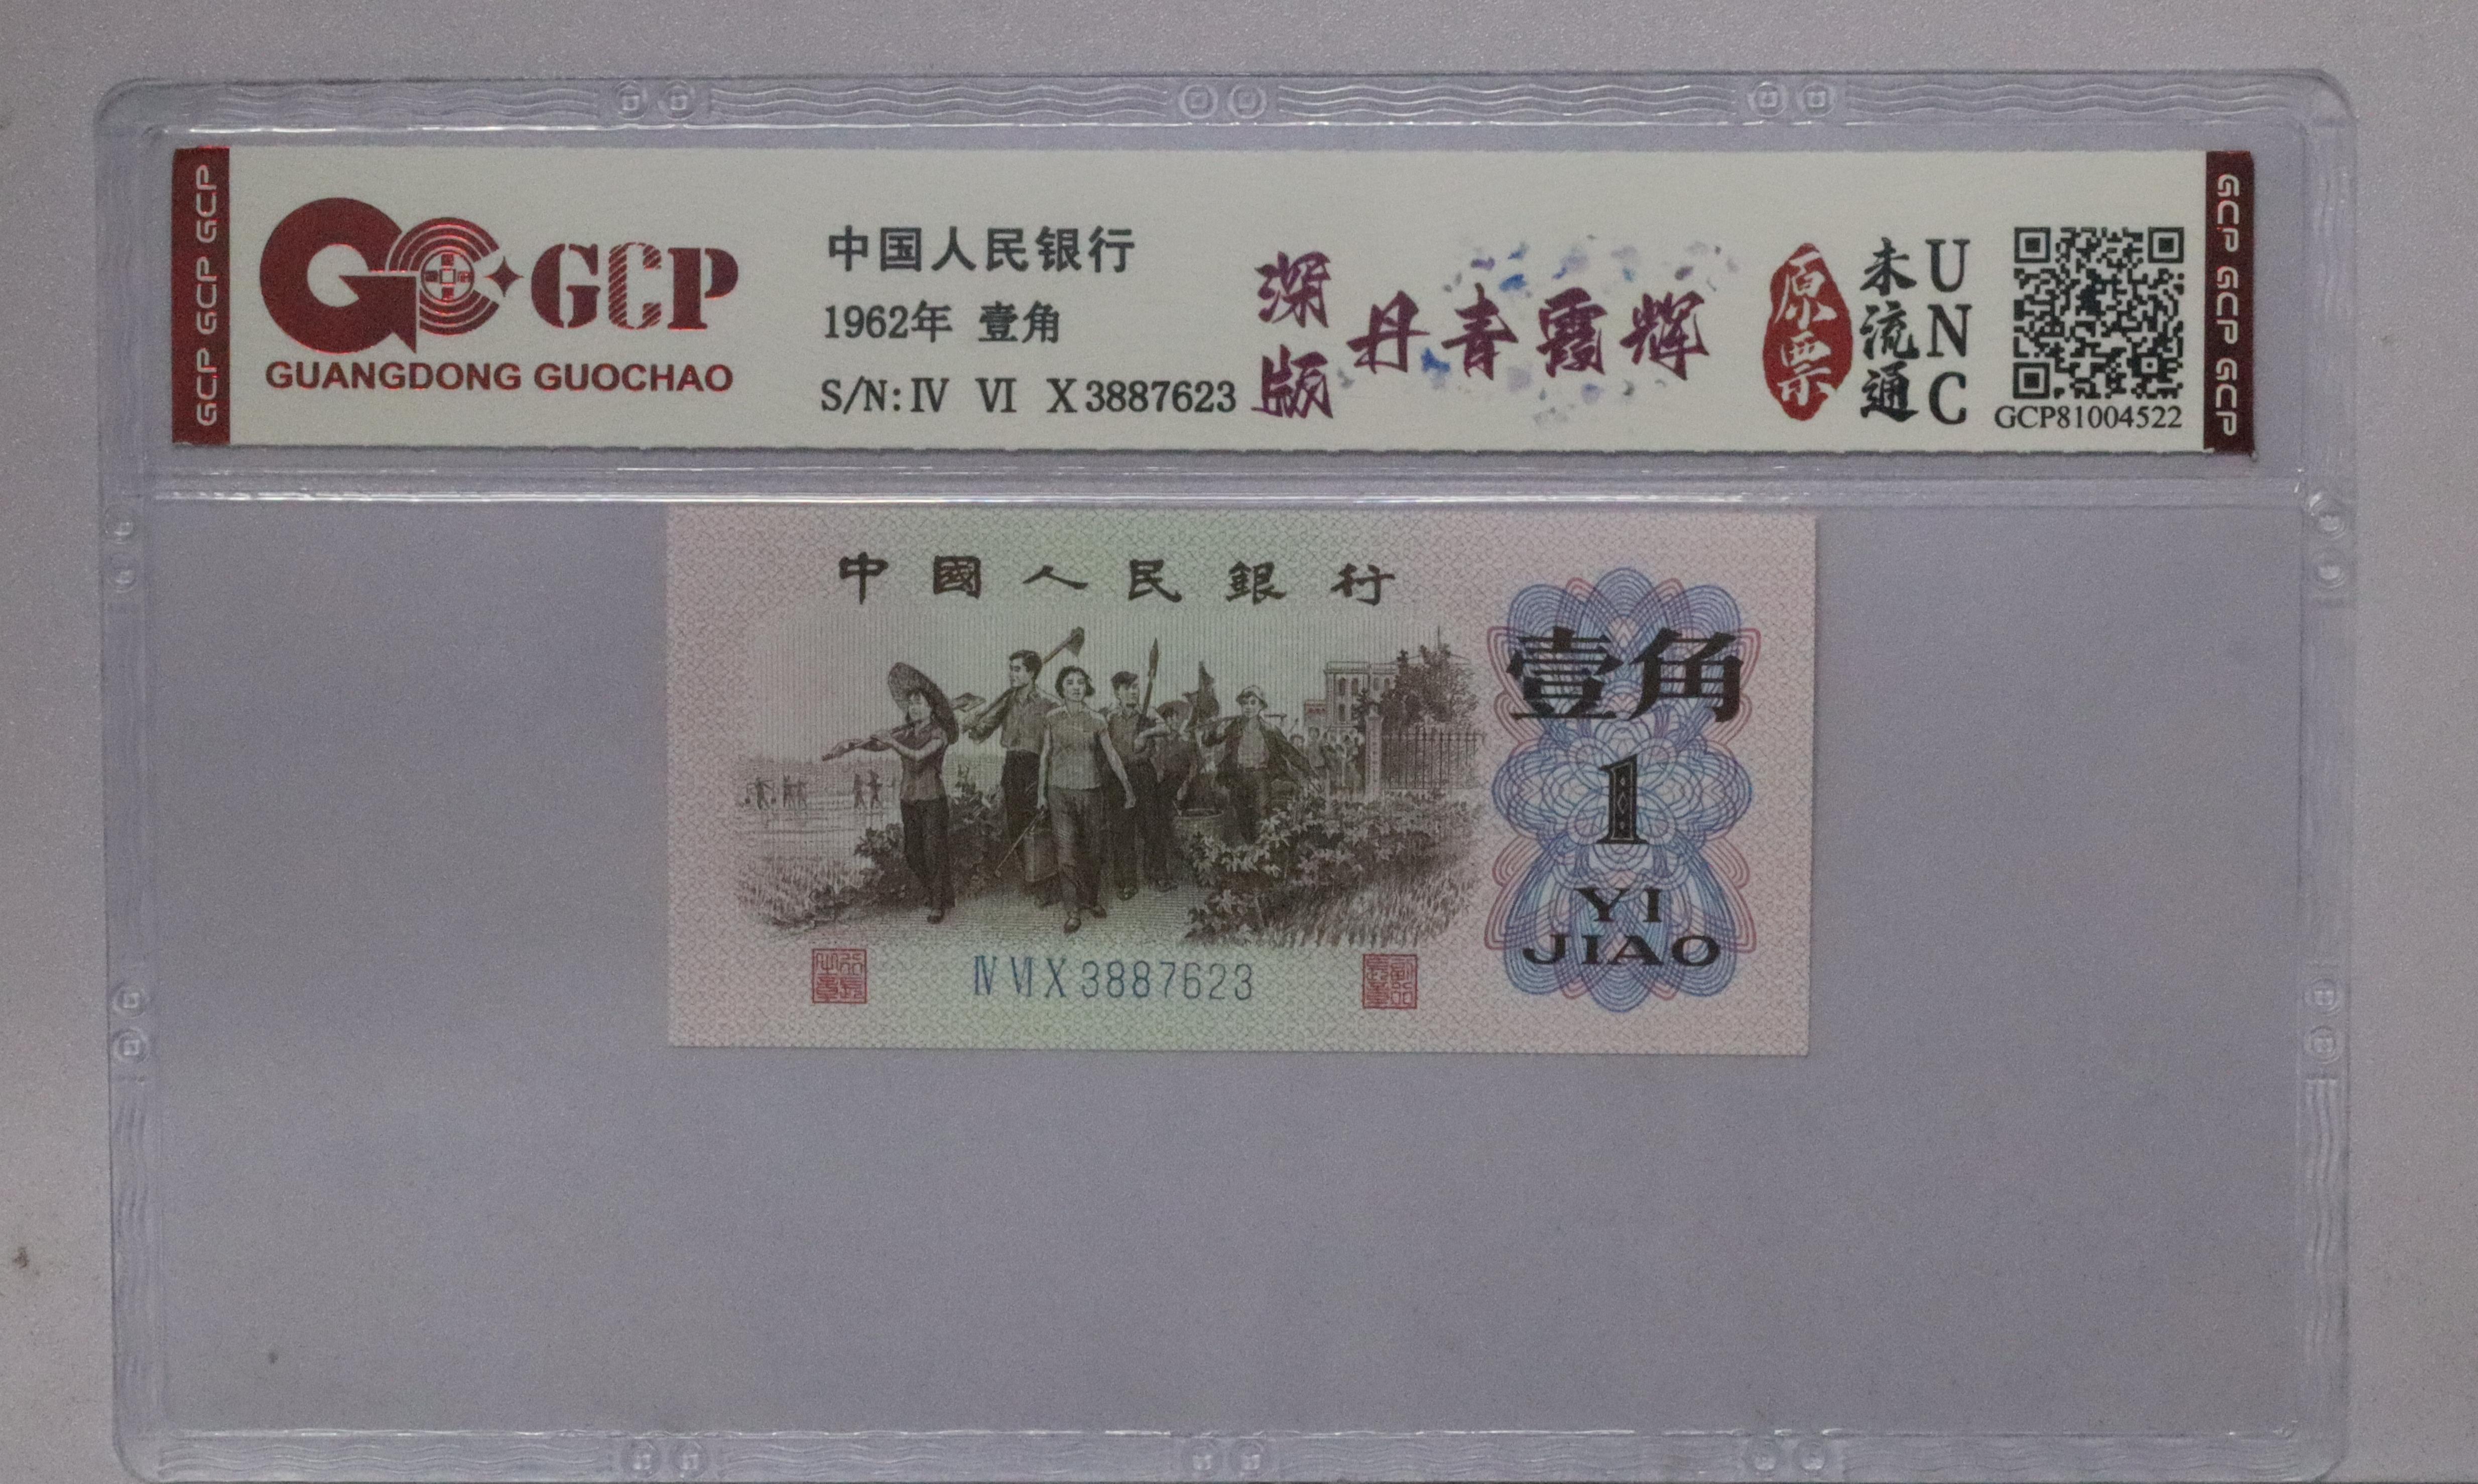 GCP GCP GCP
GCP
GUANGDONG GUOCHAO
中国人民银行
1962年 壹角
S/N: Ⅳ Ⅵ Ⅹ 3887623
深版
丹青霞辉
原票
未流通
UNC
GCP81004522
GCP GCP GCP
中國人民銀行
壹角
1
YI
JIAO
Ⅳ Ⅵ Ⅹ 3887623